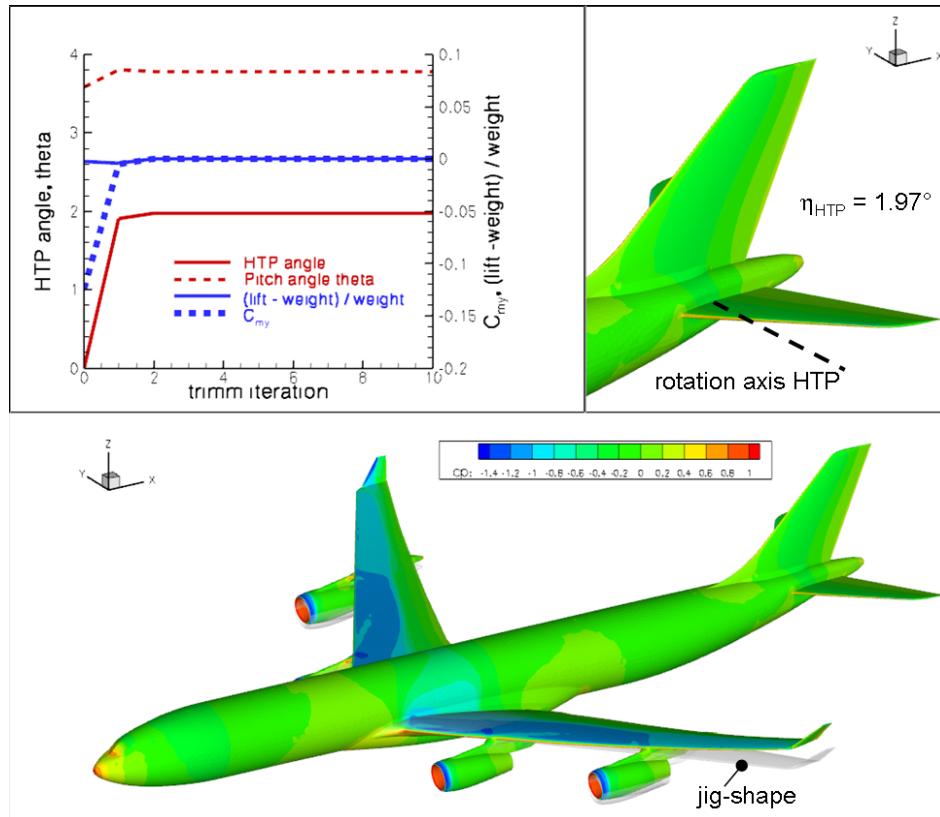 4
3
2
1
0
0
2
4
6
8
10
0.1
0.05
0
-0.05
-0.1
-0.15
-0.2
HTP angle, theta
trimm iteration
C_my, (lift -weight) / weight
HTP angle
Pitch angle theta
(lift - weight) / weight
C_my
Z
Y
X
η_HTP = 1.97°
rotation axis HTP
Z
Y
X
cp: -1.4 -1.2 -1 -0.8 -0.6 -0.4 -0.2 0 0.2 0.4 0.6 0.8 1
jig-shape